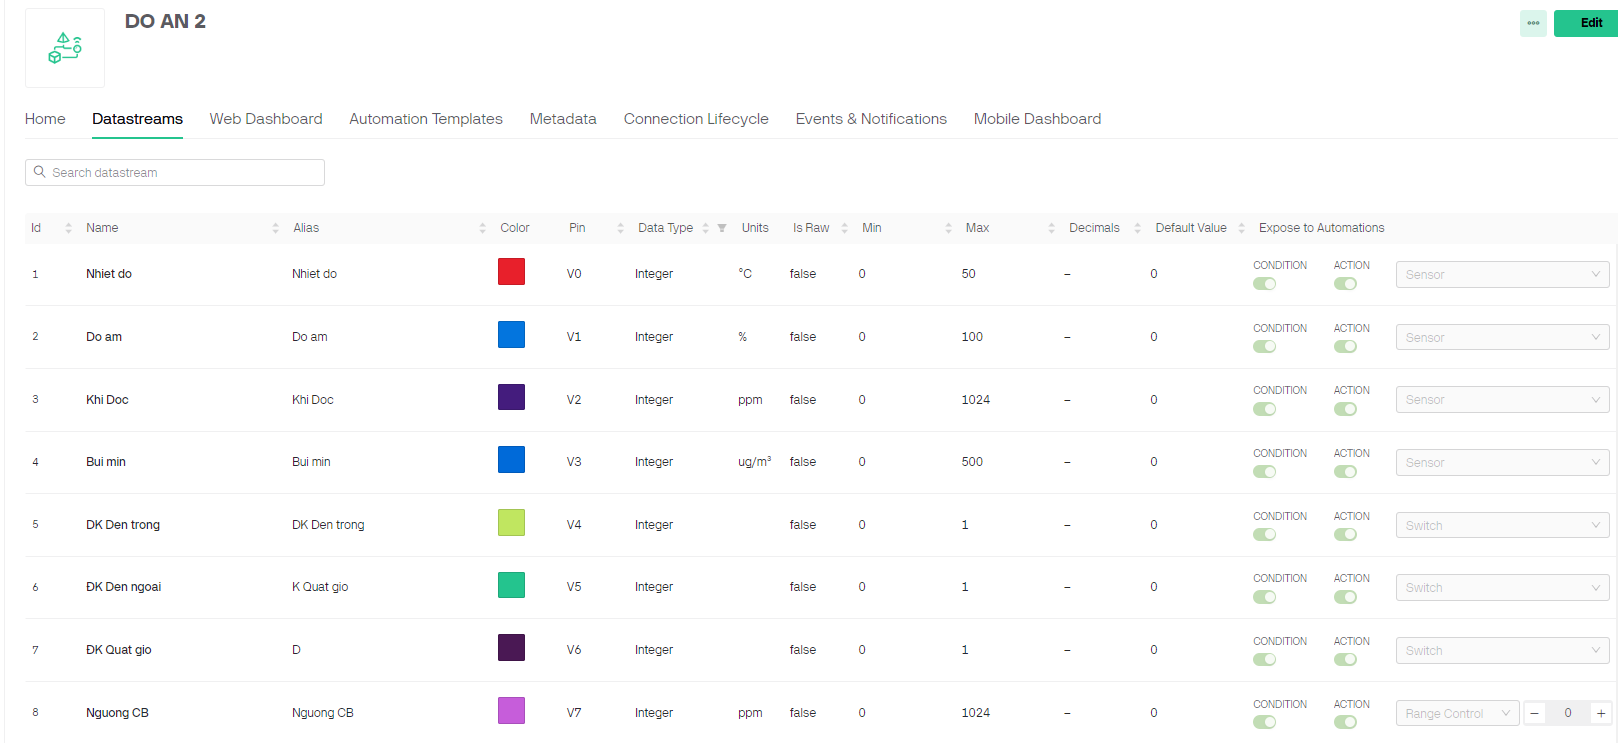 DO AN 2
Edit
Home Datastreams Web Dashboard Automation Templates Metadata Connection Lifecycle Events & Notifications Mobile Dashboard
Search datastream
Id Name Alias Color Pin Data Type Units Is Raw Min Max Decimals Default Value Expose to Automations
1 Nhiet do Nhiet do V0 Integer °C false 0 50 – 0 CONDITION ACTION Sensor
2 Do am Do am V1 Integer % false 0 100 – 0 CONDITION ACTION Sensor
3 Khi Doc Khi Doc V2 Integer ppm false 0 1024 – 0 CONDITION ACTION Sensor
4 Bui min Bui min V3 Integer ug/m³ false 0 500 – 0 CONDITION ACTION Sensor
5 DK Den trong DK Den trong V4 Integer false 0 1 – 0 CONDITION ACTION Switch
6 ĐK Den ngoai K Quat gio V5 Integer false 0 1 – 0 CONDITION ACTION Switch
7 ĐK Quat gio D V6 Integer false 0 1 – 0 CONDITION ACTION Switch
8 Nguong CB Nguong CB V7 Integer ppm false 0 1024 – 0 CONDITION ACTION Range Control – 0 +